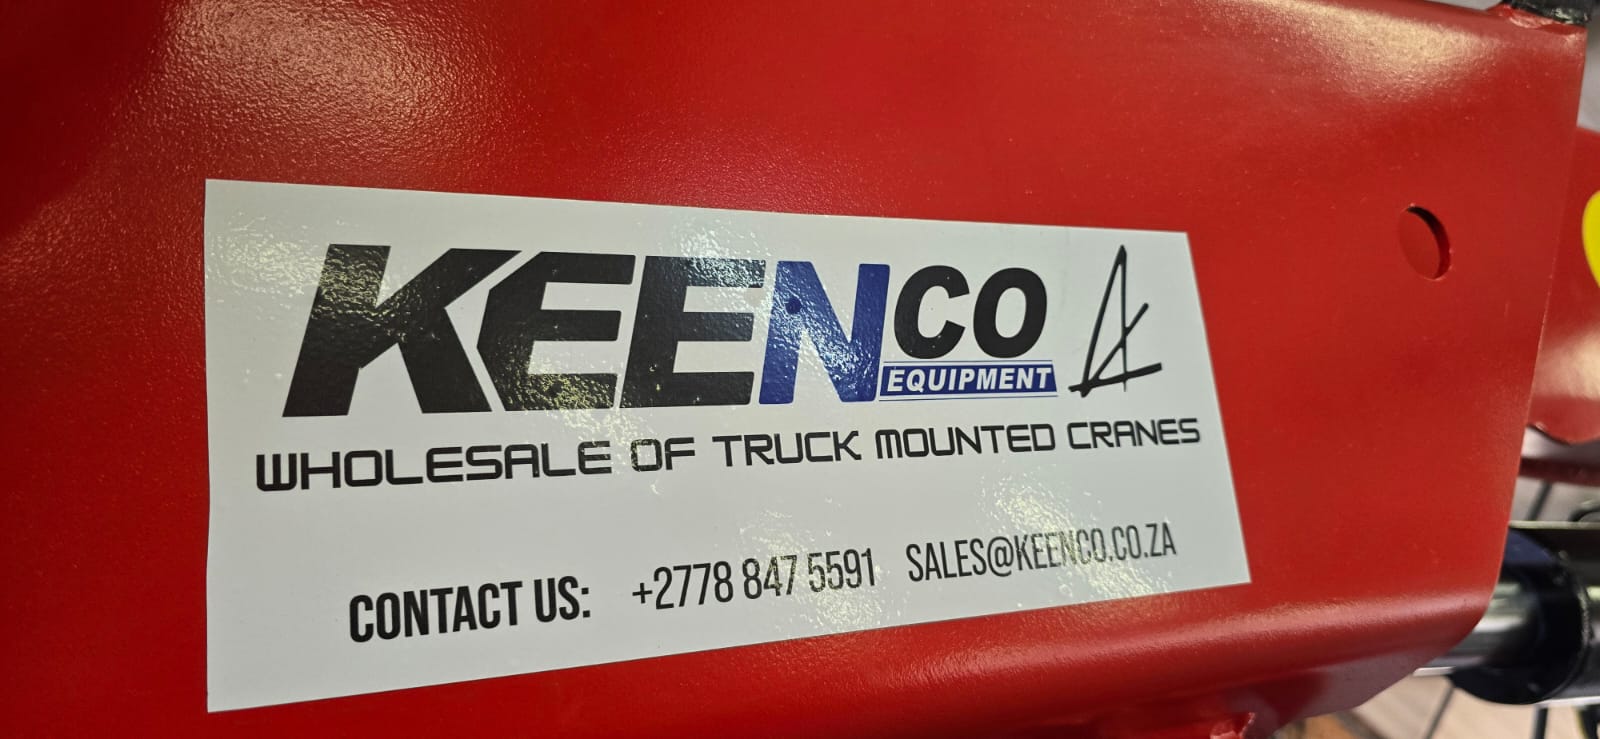 KEENCO
EQUIPMENT
WHOLESALE OF TRUCK MOUNTED CRANES
CONTACT US: +2778 847 5591 SALES@KEENCO.CO.ZA